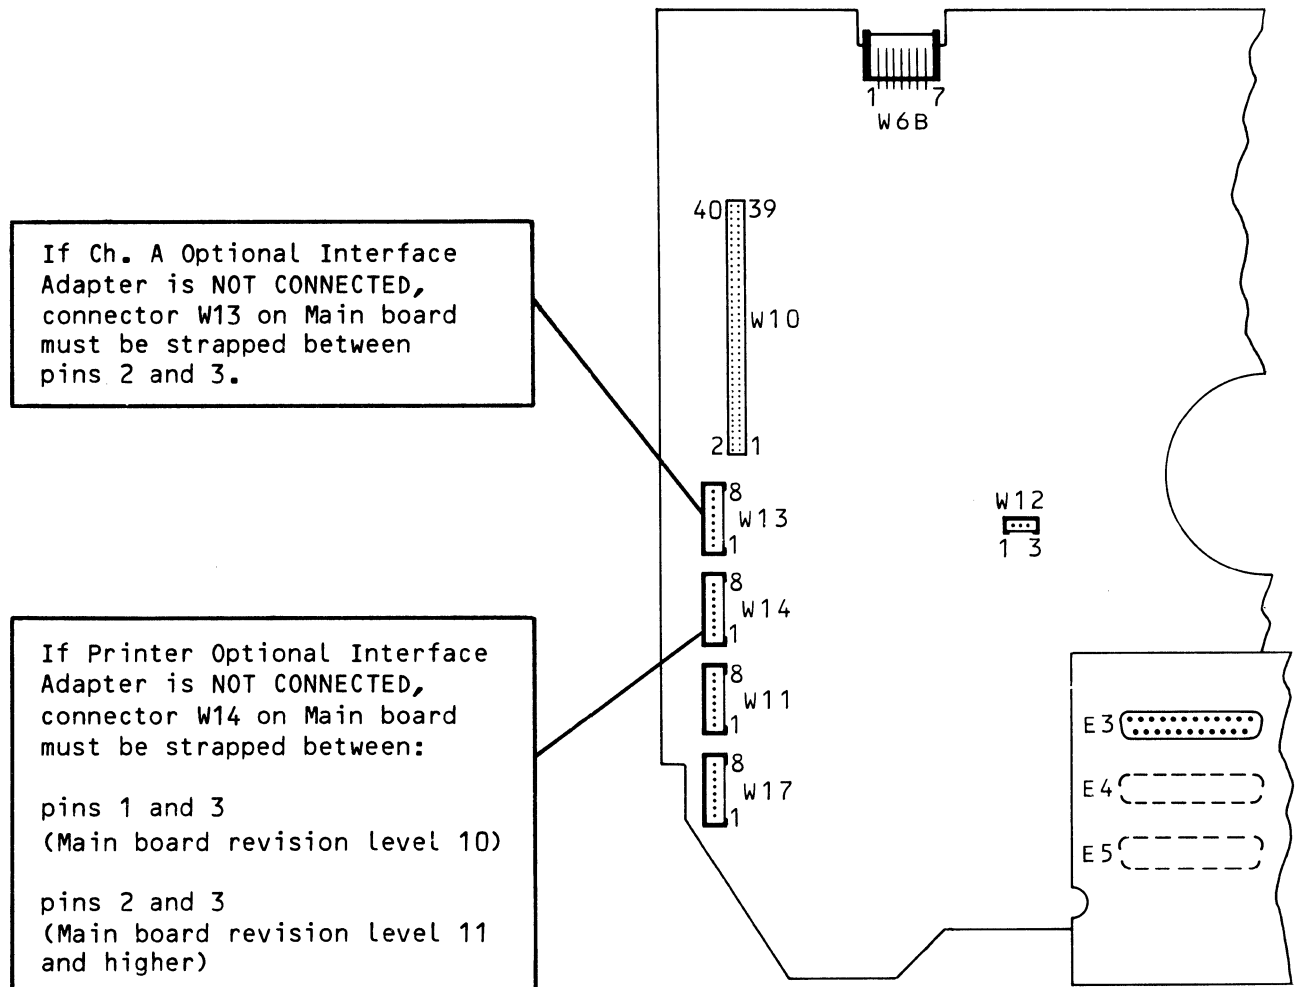 1 7
W6B
40 39
W10
2 1
If Ch. A Optional Interface
Adapter is NOT CONNECTED,
connector W13 on Main board
must be strapped between
pins 2 and 3.
8
W13
1
W12
1 3
8
W14
1
If Printer Optional Interface
Adapter is NOT CONNECTED,
connector W14 on Main board
must be strapped between:
pins 1 and 3
(Main board revision level 10)
pins 2 and 3
(Main board revision level 11
and higher)
8
W11
1
8
W17
1
E3
E4
E5